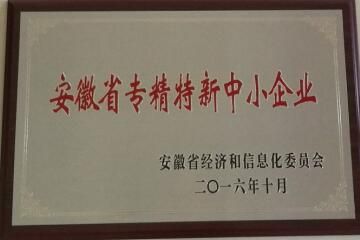 安徽省专精特新中小企业
安徽省经济和信息化委员会
二〇一六年十月